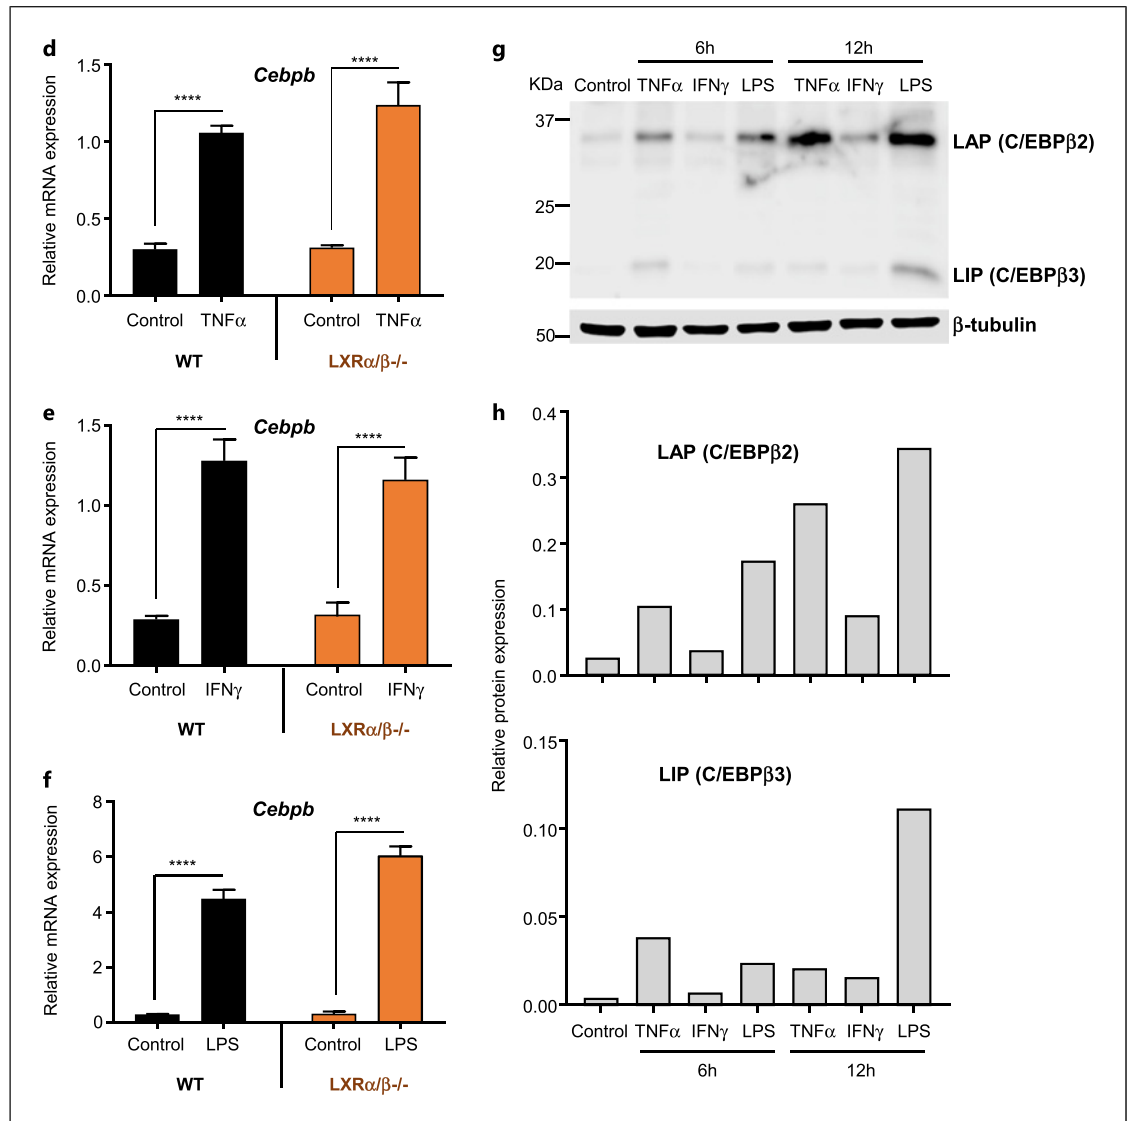 d
Cebpb
Relative mRNA expression
1.5
1.0
0.5
0.0
****
****
Control TNFα Control TNFα
WT LXRα/β-/-
e
Cebpb
Relative mRNA expression
1.5
1.0
0.5
0.0
****
****
Control IFNγ Control IFNγ
WT LXRα/β-/-
f
Cebpb
Relative mRNA expression
8
6
4
2
0
****
****
Control LPS Control LPS
WT LXRα/β-/-
g
6h 12h
KDa Control TNFα IFNγ LPS TNFα IFNγ LPS
37
LAP (C/EBPβ2)
25
20
LIP (C/EBPβ3)
50
β-tubulin
h
Relative protein expression
LAP (C/EBPβ2)
0.4
0.3
0.2
0.1
0.0
LIP (C/EBPβ3)
0.15
0.10
0.05
0.00
Control TNFα IFNγ LPS TNFα IFNγ LPS
6h 12h